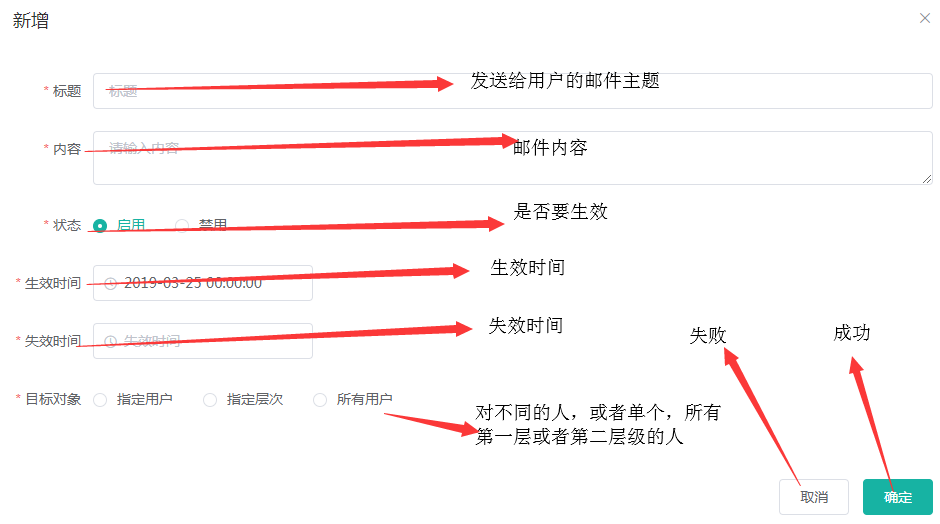 新增
* 标题 标题 发送给用户的邮件主题
* 内容 请输入内容 邮件内容
* 状态 启用 禁用 是否要生效
* 生效时间 2019-03-25 00:00:00 生效时间
* 失效时间 失效时间 失效时间
失败 成功
* 目标对象 指定用户 指定层次 所有用户
对不同的人，或者单个，所有
第一层或者第二层级的人
取消 确定